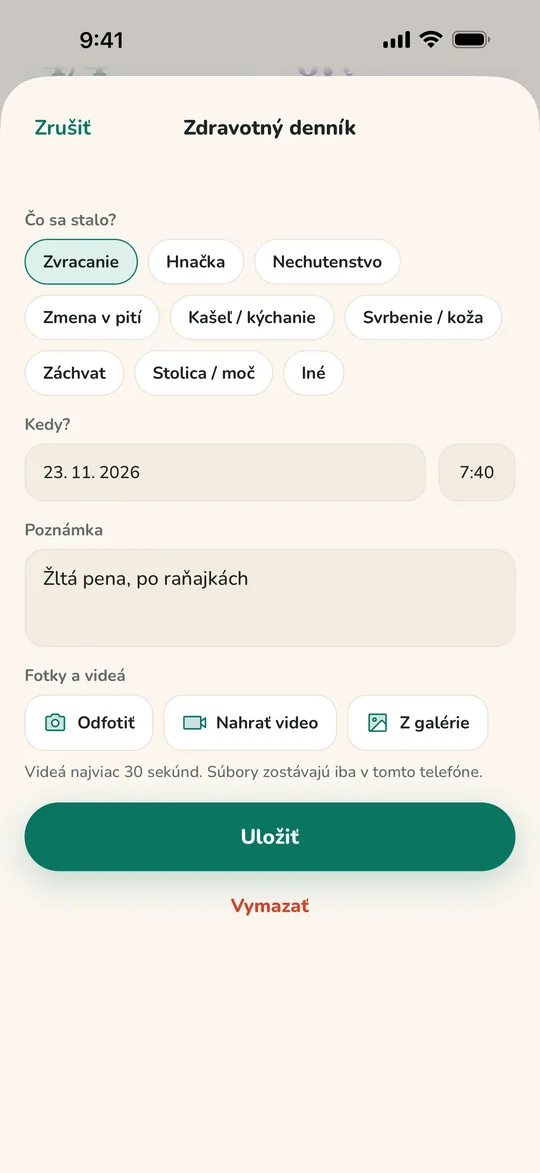 9:41
Zrušiť Zdravotný denník
Čo sa stalo?
Zvracanie Hnačka Nechutenstvo
Zmena v pití Kašeľ / kýchanie Svrbenie / koža
Záchvat Stolica / moč Iné
Kedy?
23. 11. 2026 7:40
Poznámka
Žltá pena, po raňajkách
Fotky a videá
Odfotiť Nahrať video Z galérie
Videá najviac 30 sekúnd. Súbory zostávajú iba v tomto telefóne.
Uložiť
Vymazať